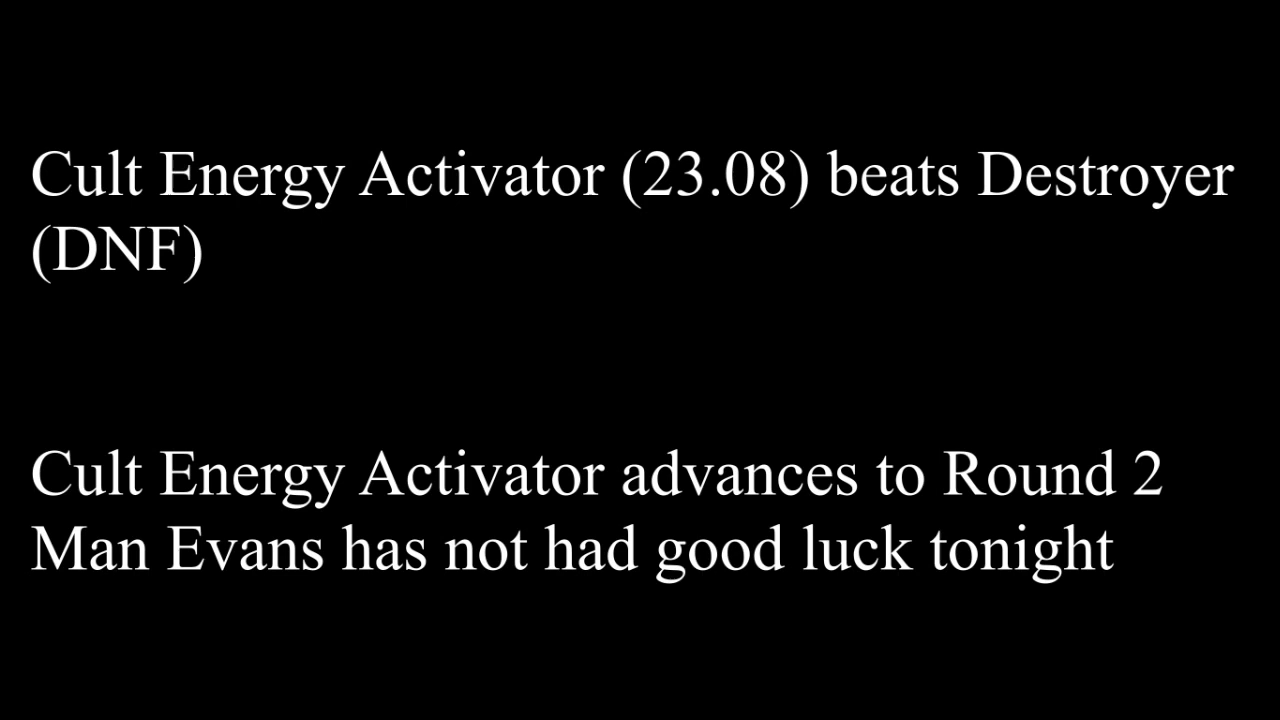 Cult Energy Activator (23.08) beats Destroyer
(DNF)
Cult Energy Activator advances to Round 2
Man Evans has not had good luck tonight